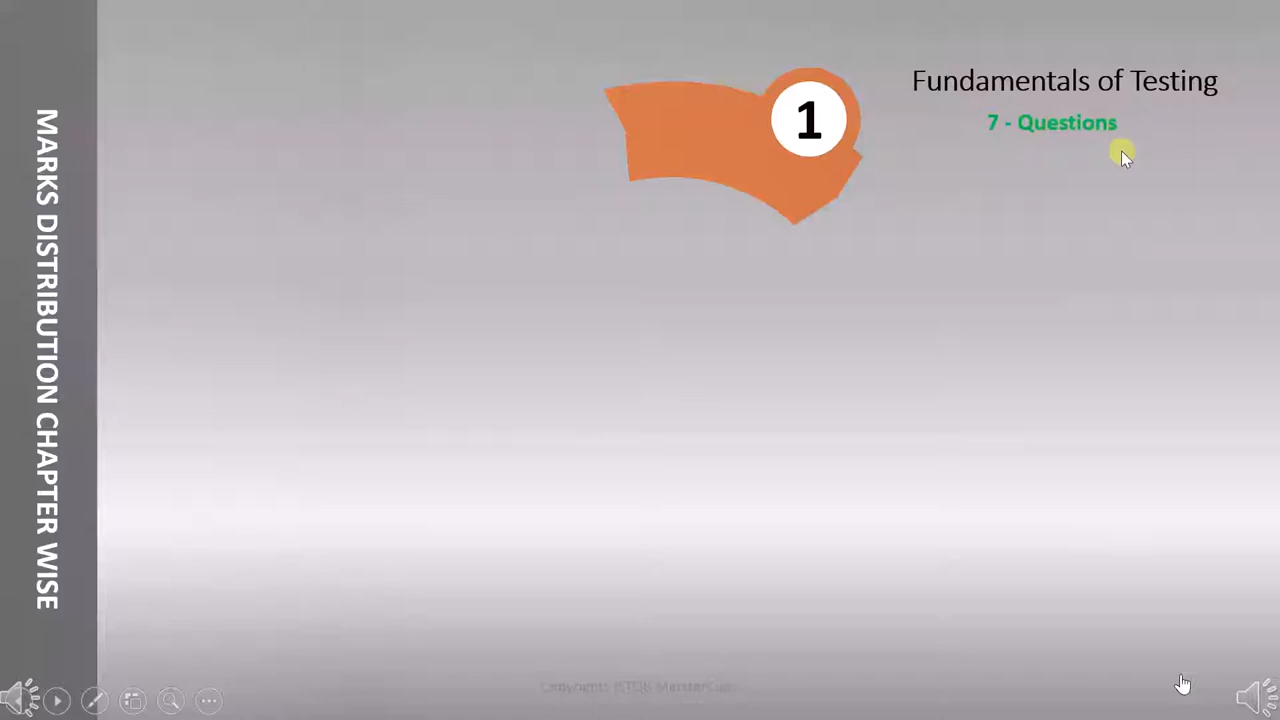 MARKS DISTRIBUTION CHAPTER WISE
1
Fundamentals of Testing
7 - Questions